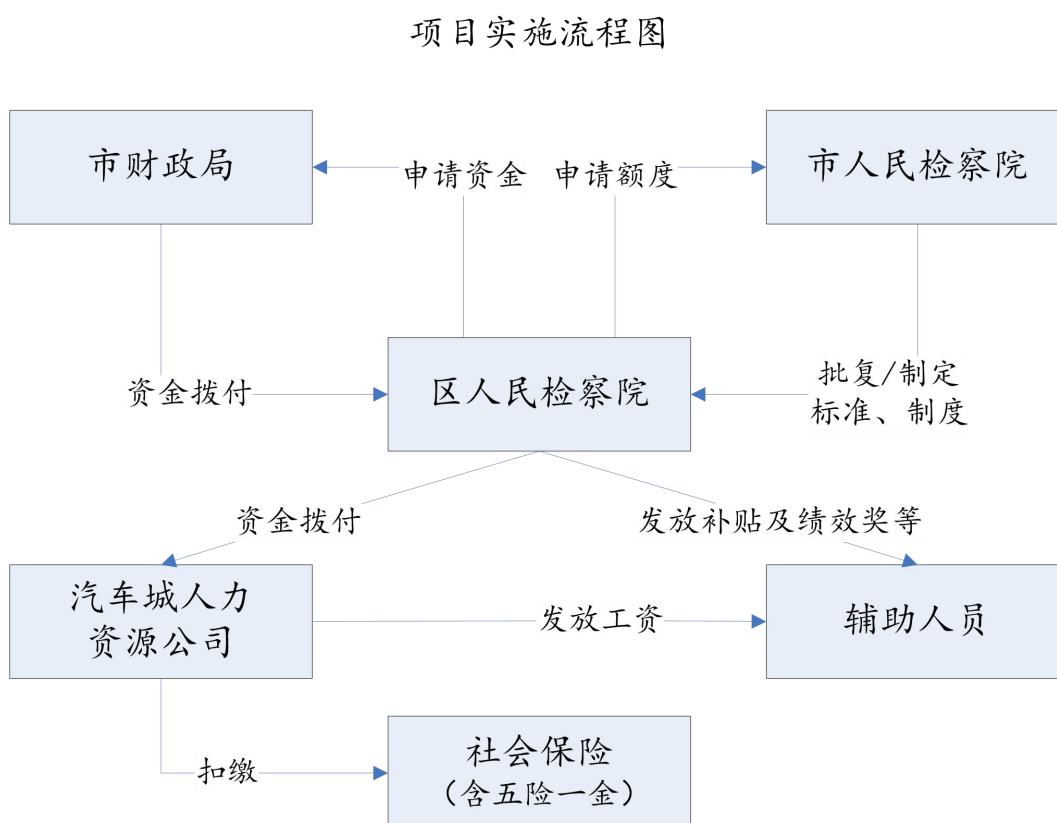 项目实施流程图
市财政局
申请资金
申请额度
市人民检察院
资金拨付
区人民检察院
批复/制定
标准、制度
资金拨付
发放补贴及绩效奖等
汽车城人力
资源公司
发放工资
辅助人员
扣缴
社会保险
（含五险一金）